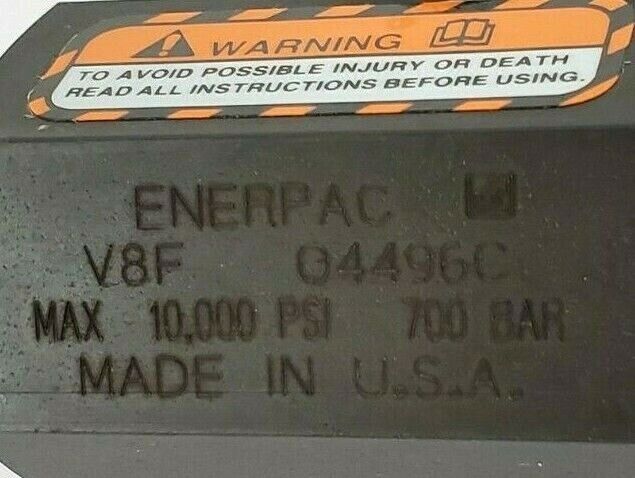 WARNING
TO AVOID POSSIBLE INJURY OR DEATH
READ ALL INSTRUCTIONS BEFORE USING.
ENERPAC
V8F 04496C
MAX 10,000 PSI 700 BAR
MADE IN U.S.A.